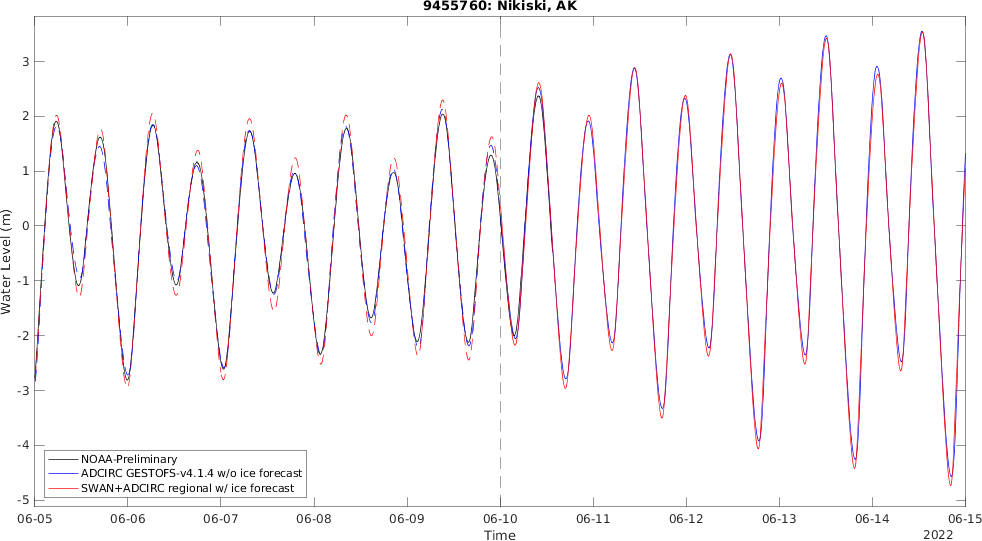 9455760: Nikiski, AK
Water Level (m)
3
2
1
0
-1
-2
-3
-4
-5
NOAA-Preliminary
ADCIRC GESTOFS-v4.1.4 w/o ice forecast
SWAN+ADCIRC regional w/ ice forecast
06-05 06-06 06-07 06-08 06-09 06-10 06-11 06-12 06-13 06-14 06-15
Time
2022